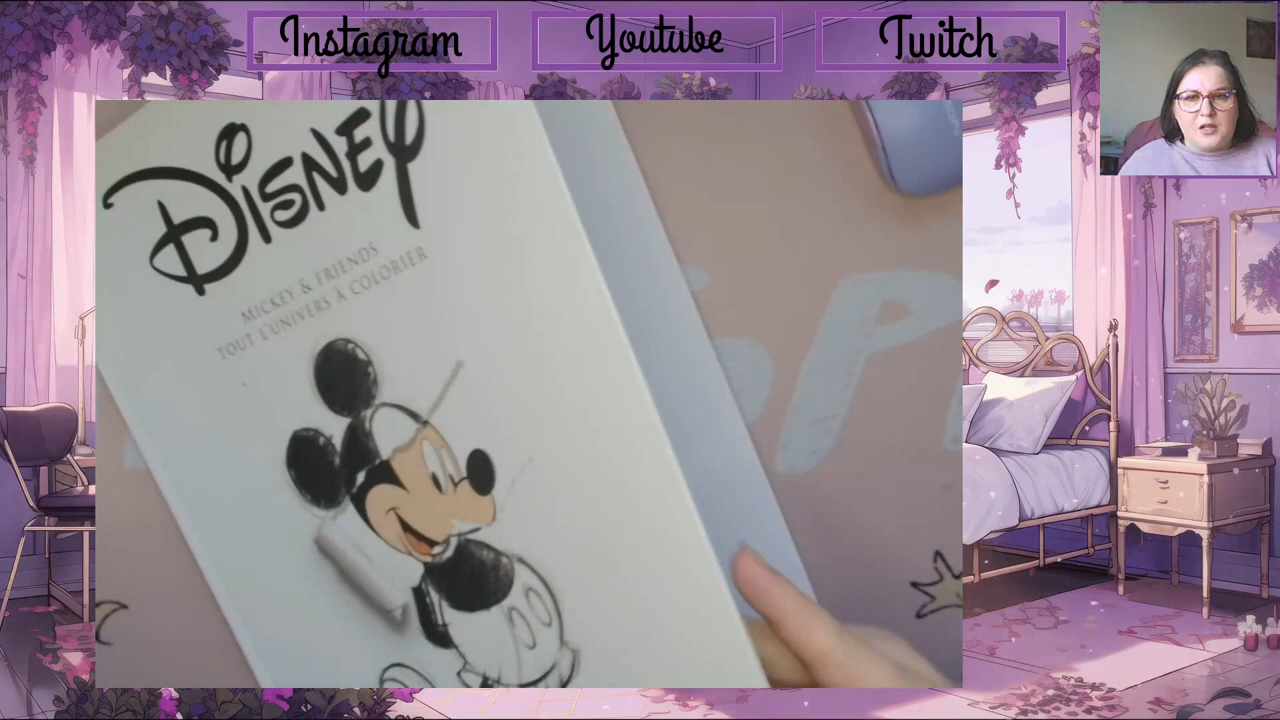 Instagram Youtube Twitch
DISNEY
MICKEY & FRIENDS
TOUT L'UNIVERS À COLORIER